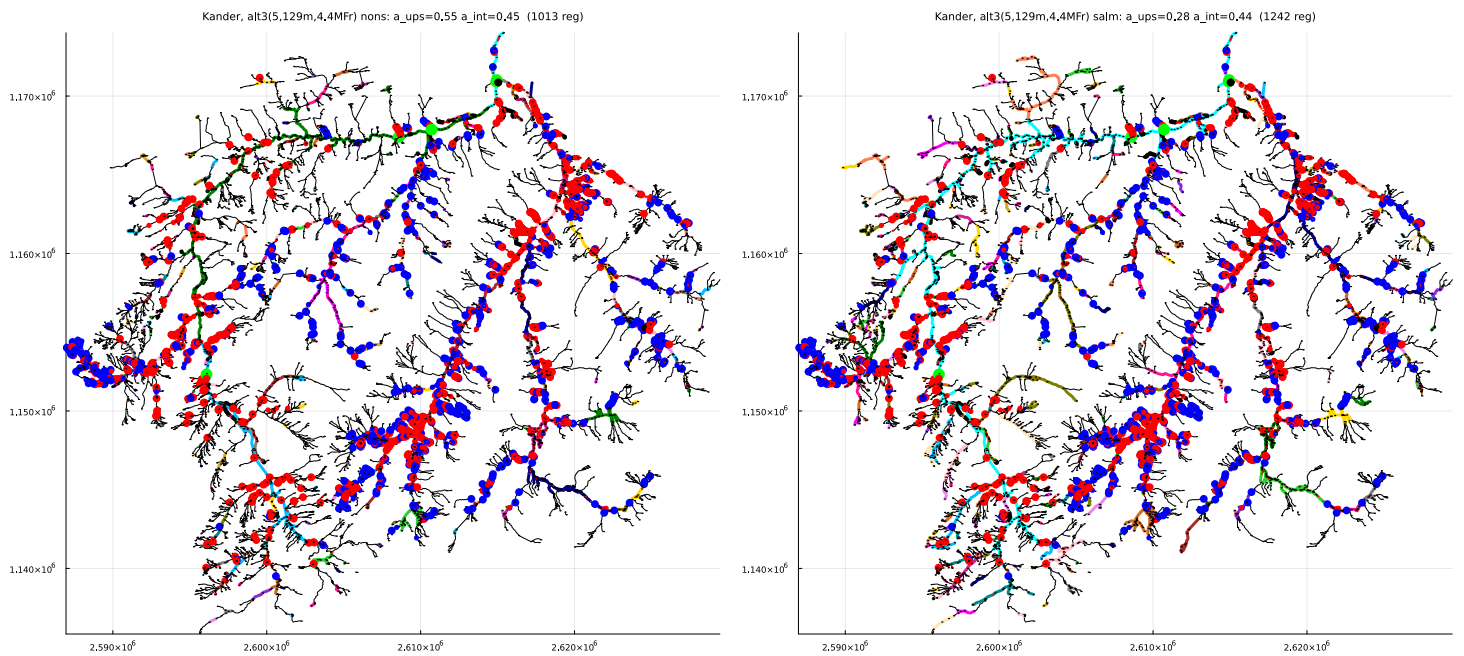 Kander, alt3(5,129m,4.4MFr) nons: a_ups=0.55 a_int=0.45 (1013 reg)
1.170×10⁶
1.160×10⁶
1.150×10⁶
1.140×10⁶
2.590×10⁶ 2.600×10⁶ 2.610×10⁶ 2.620×10⁶
Kander, alt3(5,129m,4.4MFr) salm: a_ups=0.28 a_int=0.44 (1242 reg)
1.170×10⁶
1.160×10⁶
1.150×10⁶
1.140×10⁶
2.590×10⁶ 2.600×10⁶ 2.610×10⁶ 2.620×10⁶